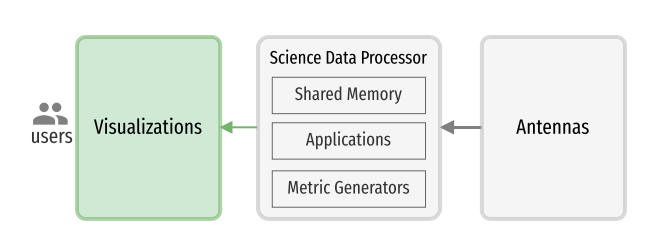 users
Visualizations
Science Data Processor
Shared Memory
Applications
Metric Generators
Antennas